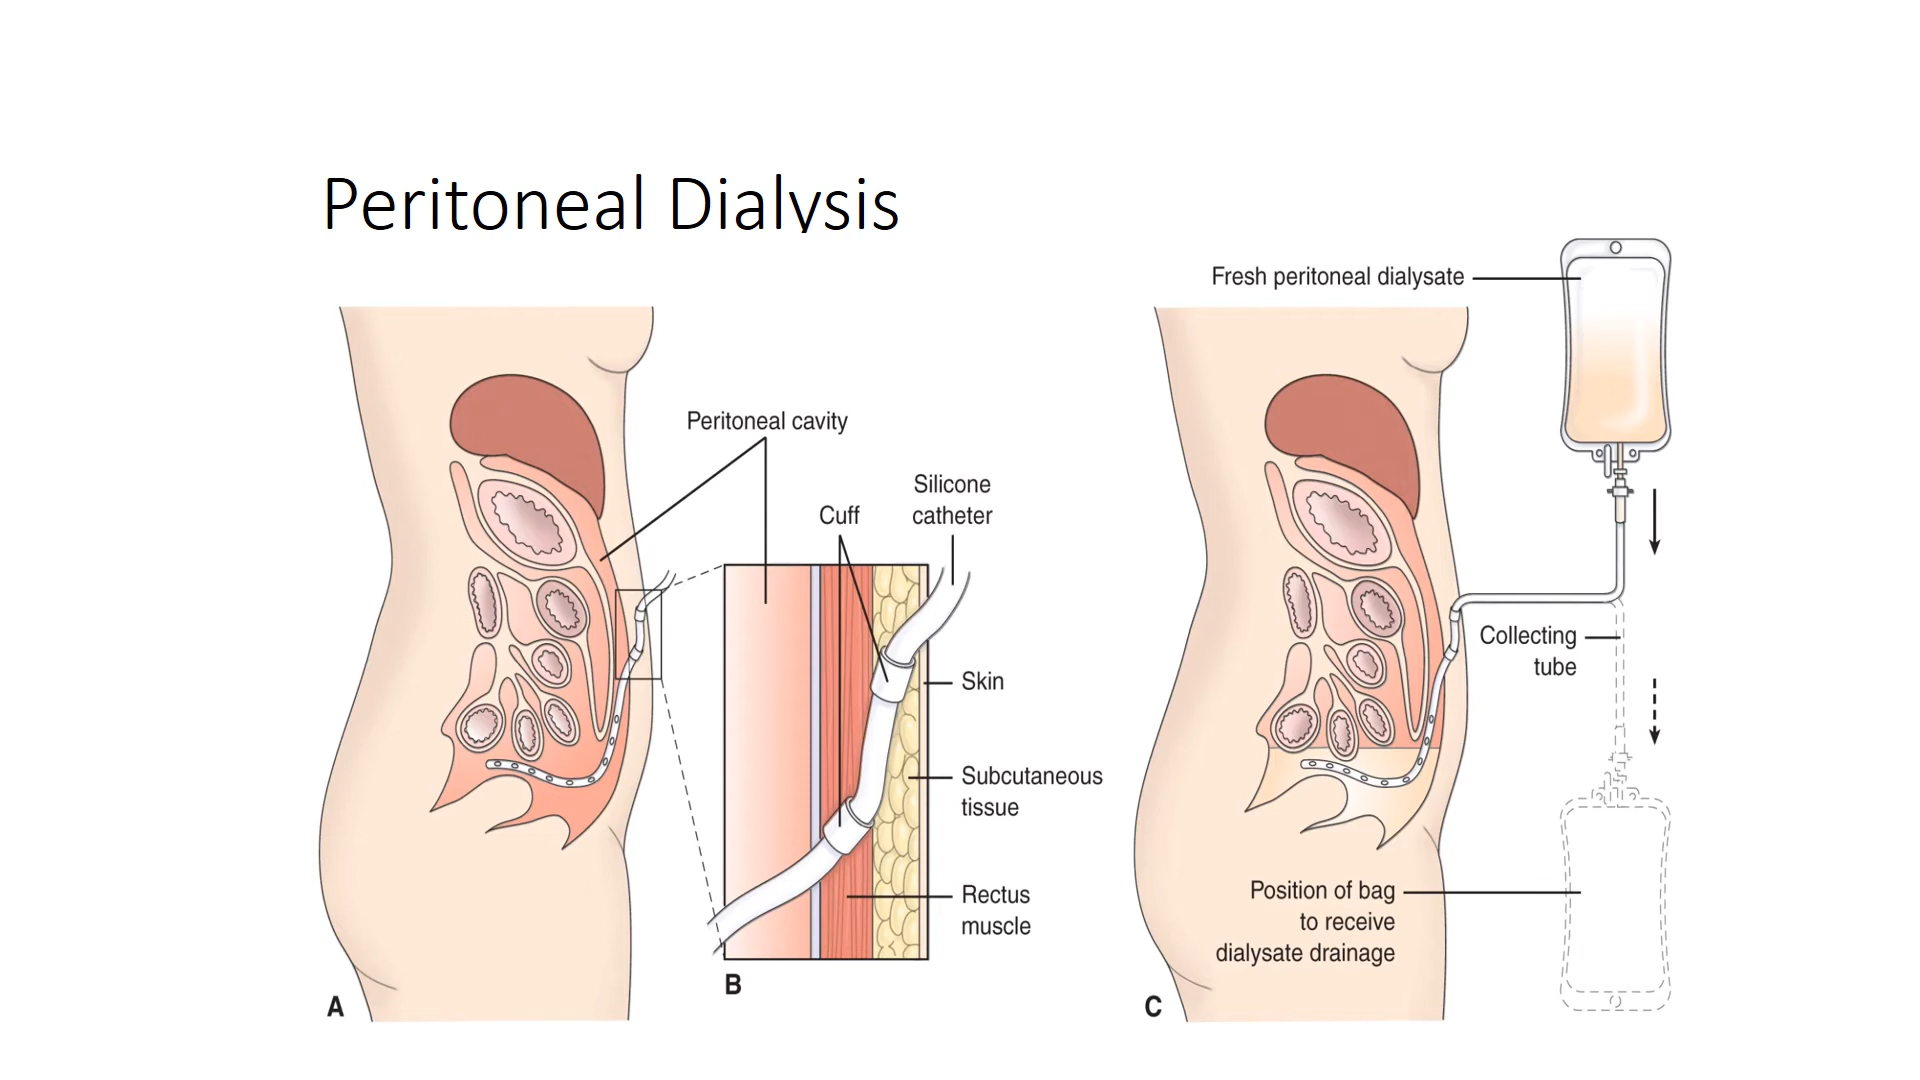 Peritoneal Dialysis
Fresh peritoneal dialysate
Peritoneal cavity
Silicone
catheter
Cuff
Skin
Subcutaneous
tissue
Rectus
muscle
Collecting
tube
Position of bag
to receive
dialysate drainage
A
B
C